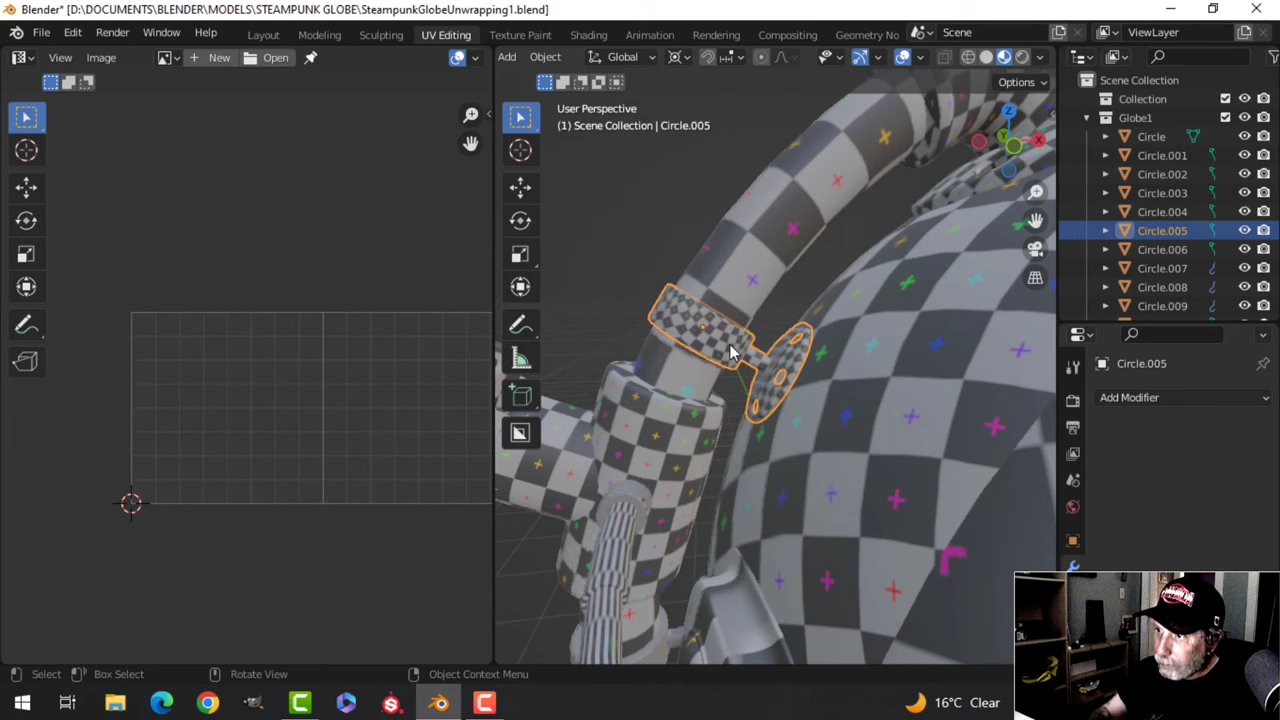 Blender* [D:\DOCUMENTS\BLENDER\MODELS\STEAMPUNK GLOBE\SteampunkGlobeUnwrapping1.blend]
File Edit Render Window Help Layout Modeling Sculpting UV Editing Texture Paint Shading Animation Rendering Compositing Geometry No Scene ViewLayer
View Image New Open Add Object Global
Options
User Perspective
(1) Scene Collection | Circle.005
Z
Y
X
Scene Collection
Collection
Globe1
Circle
Circle.001
Circle.002
Circle.003
Circle.004
Circle.005
Circle.006
Circle.007
Circle.008
Circle.009
Circle.005
Add Modifier
Select Box Select Rotate View Object Context Menu
16°C Clear